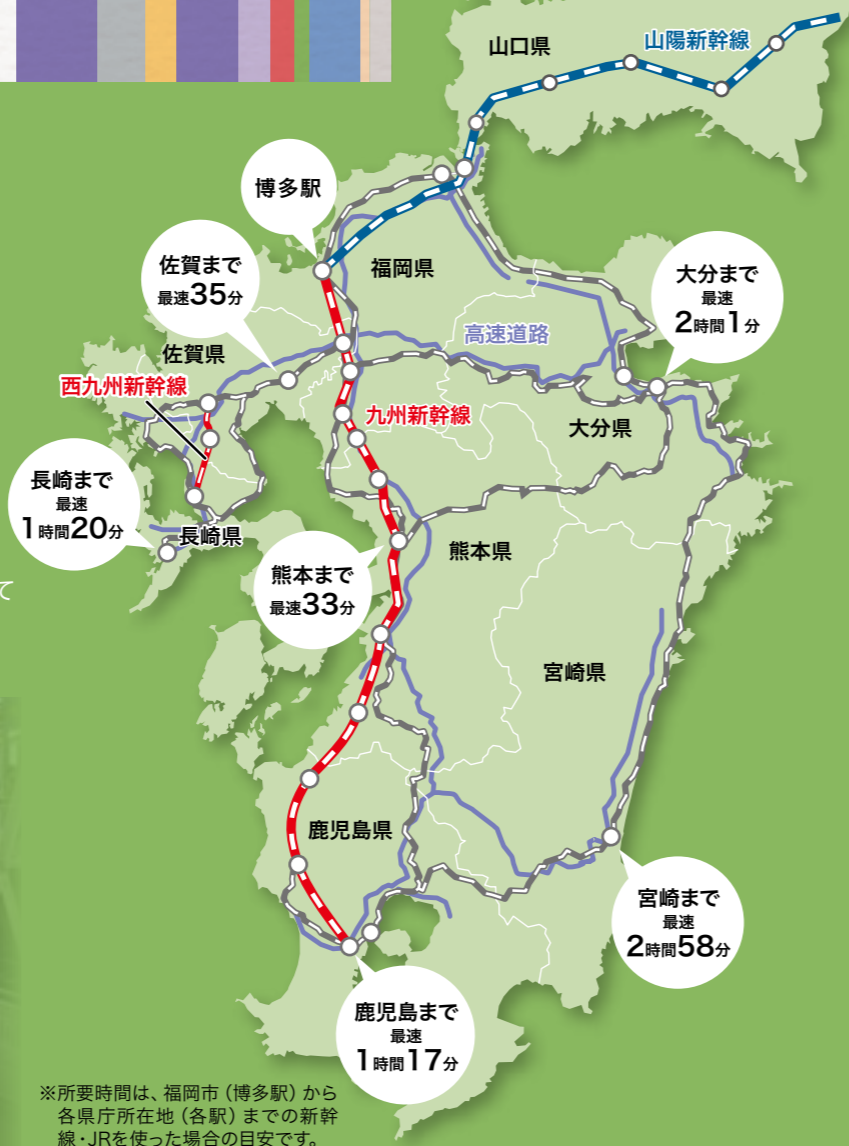 山口県
山陽新幹線
博多駅
福岡県
佐賀まで
最速35分
大分まで
最速
2時間1分
高速道路
佐賀県
西九州新幹線
九州新幹線
大分県
長崎まで
最速
1時間20分
長崎県
熊本県
熊本まで
最速33分
て
宮崎県
鹿児島県
宮崎まで
最速
2時間58分
鹿児島まで
最速
1時間17分
※所要時間は、福岡市(博多駅)から
各県庁所在地(各駅)までの新幹
線・JRを使った場合の目安です。